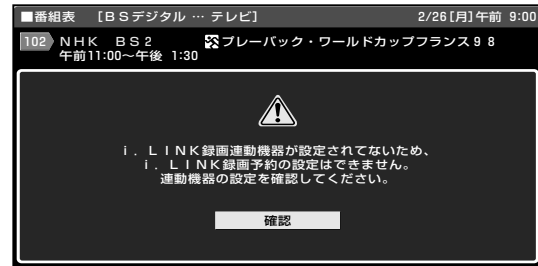 ■番組表 [BSデジタル … テレビ] 2/26[月]午前 9:00
102 NHK BS2 プレーバック・ワールドカップフランス98
午前11:00〜午後 1:30
i.LINK録画連動機器が設定されてないため、
i.LINK録画予約の設定はできません。
連動機器の設定を確認してください。
確認